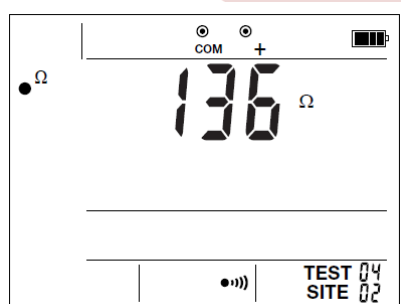 COM +
Ω
136 Ω
TEST 04
SITE 02